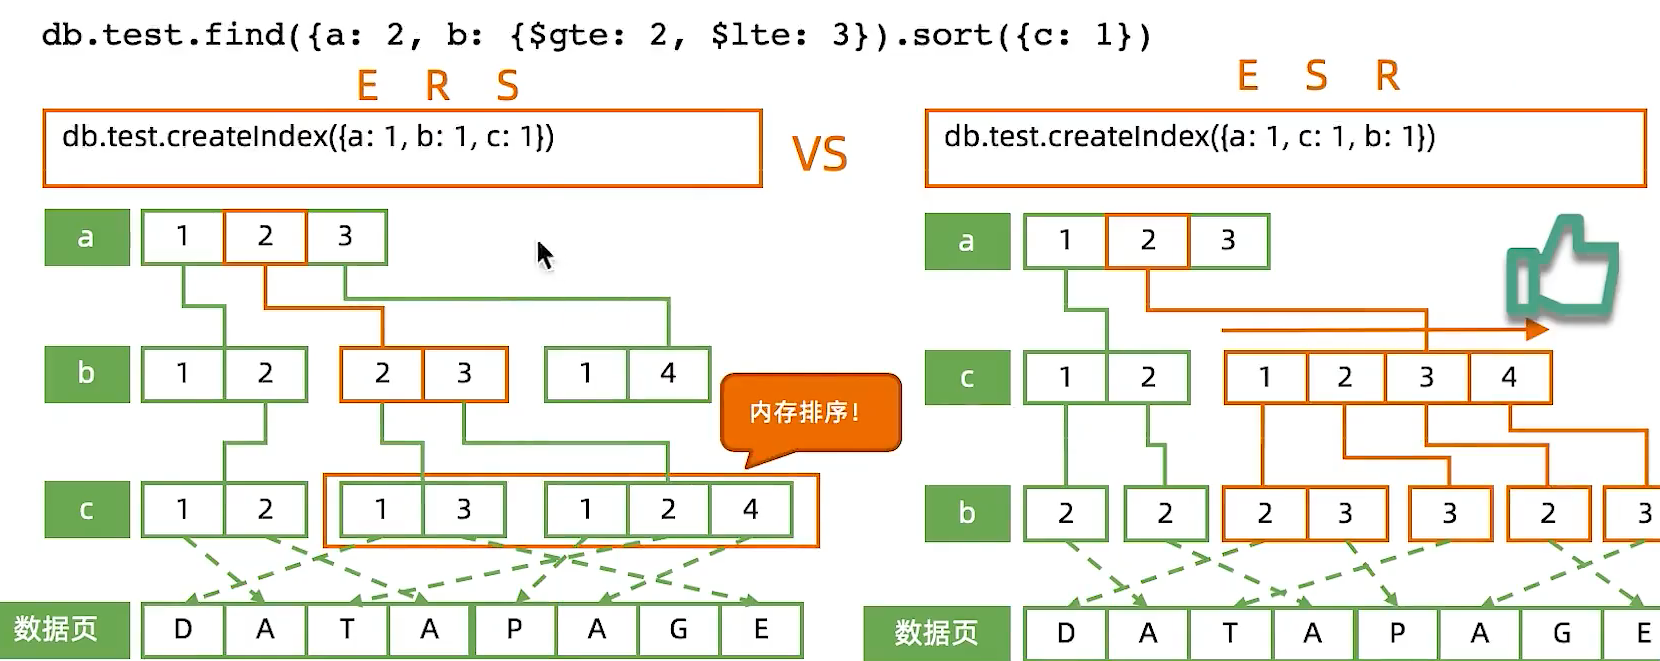 db.test.find({a: 2, b: {$gte: 2, $lte: 3}).sort({c: 1})
E R S
E S R
db.test.createIndex({a: 1, b: 1, c: 1})
VS
db.test.createIndex({a: 1, c: 1, b: 1})
a 1 2 3
b 1 2 2 3 1 4
内存排序!
c 1 2 1 3 1 2 4
数据页 D A T A P A G E
a 1 2 3
c 1 2 1 2 3 4
b 2 2 2 3 3 2 3
数据页 D A T A P A G E